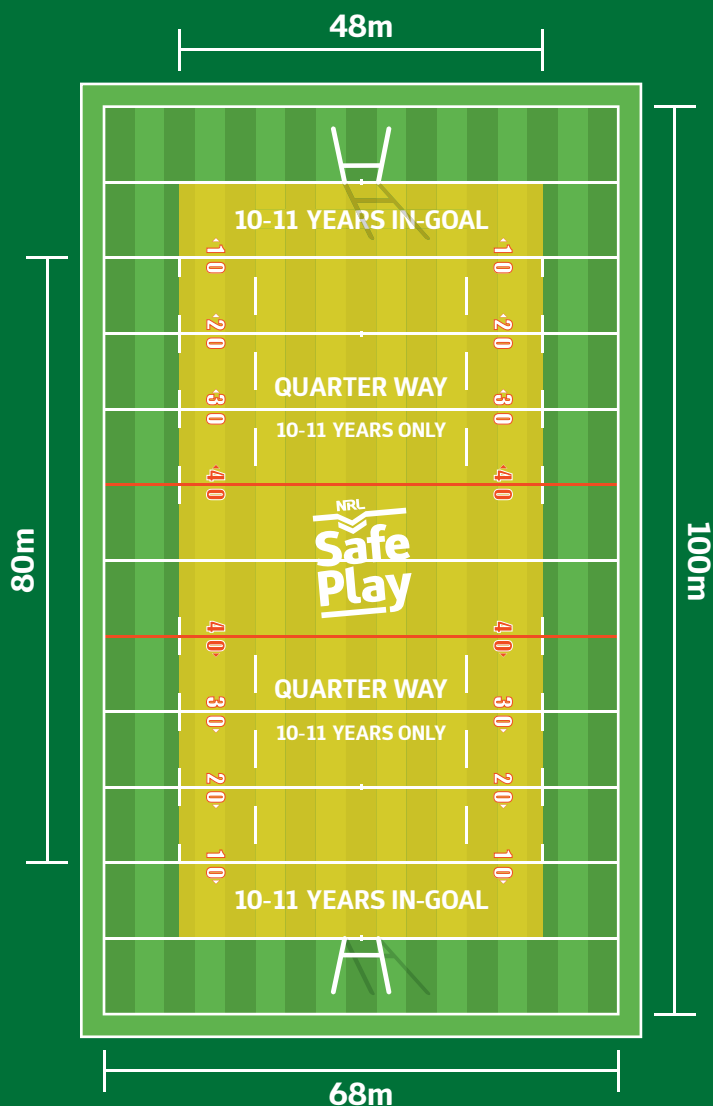 48m
10-11 YEARS IN-GOAL
10 10
20 20
QUARTER WAY
30 30
10-11 YEARS ONLY
40 40
NRL
Safe
Play
80m
100m
40 40
QUARTER WAY
30 30
10-11 YEARS ONLY
20 20
10 10
10-11 YEARS IN-GOAL
68m